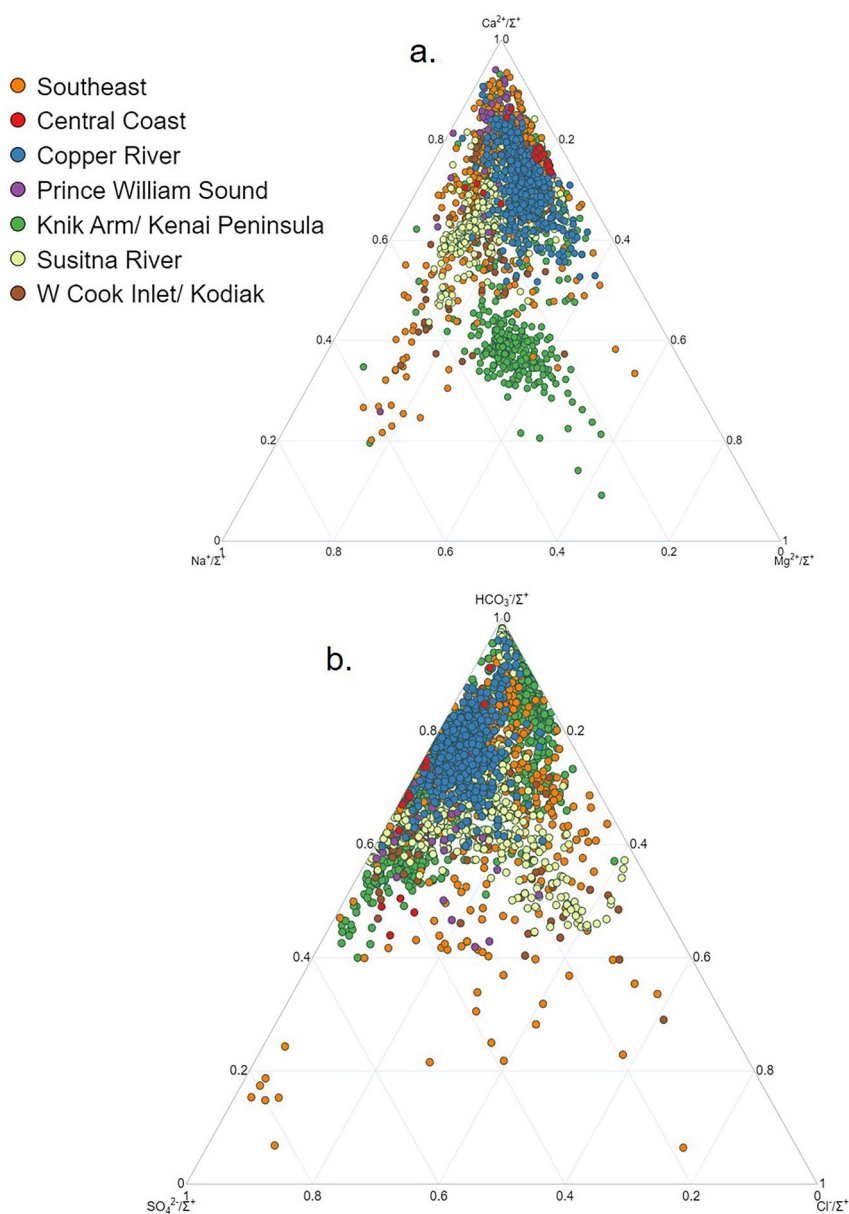 Ca²⁺/Σ⁺
1.0
a.
Southeast
Central Coast
Copper River
Prince William Sound
Knik Arm/ Kenai Peninsula
Susitna River
W Cook Inlet/ Kodiak
0.8 0.2
0.6 0.4
0.4 0.6
0.2 0.8
0 1
1 0.8 0.6 0.4 0.2 0
Na⁺/Σ⁺ Mg²⁺/Σ⁺
HCO₃⁻/Σ⁺
1.0
b.
0.8 0.2
0.6 0.4
0.4 0.6
0.2 0.8
0 1
1 0.8 0.6 0.4 0.2 0
SO₄²⁻/Σ⁺ Cl⁻/Σ⁺